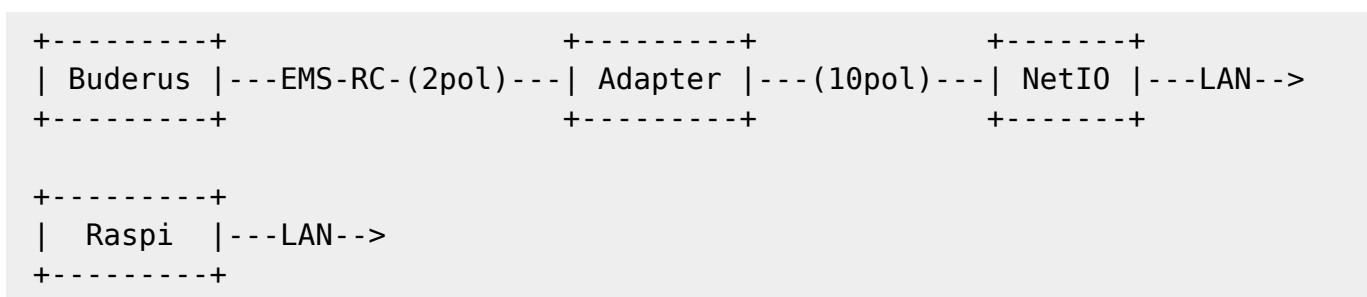 +---------+                    +---------+              +-------+
| Buderus |---EMS-RC-(2pol)---| Adapter |---(10pol)---| NetIO |---LAN-->
+---------+                    +---------+              +-------+
+---------+
|  Raspi  |---LAN-->
+---------+